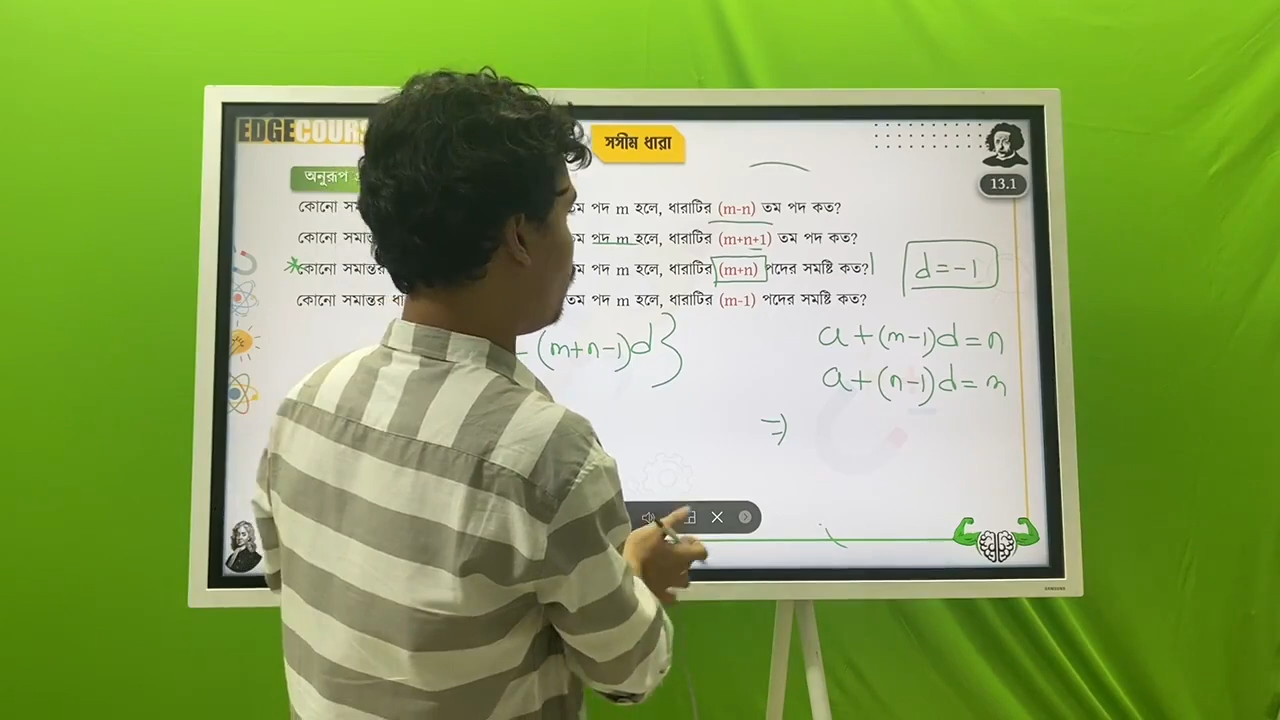 EDGECOURS
সসীম ধারা
13.1
অনুরূপ
কোনো তম পদ m হলে, ধারাটির (m-n) তম পদ কত?
কোনো তম পদ m হলে, ধারাটির (m+n+1) তম পদ কত?
কোনো সমান্তর তম পদ m হলে, ধারাটির (m+n) পদের সমষ্টি কত?
কোনো সমান্তর তম পদ m হলে, ধারাটির (m-1) পদের সমষ্টি কত?
d = -1
(m+n-1)d}
a+(m-1)d = n
a+(n-1)d = m
⇒
SAMSUNG